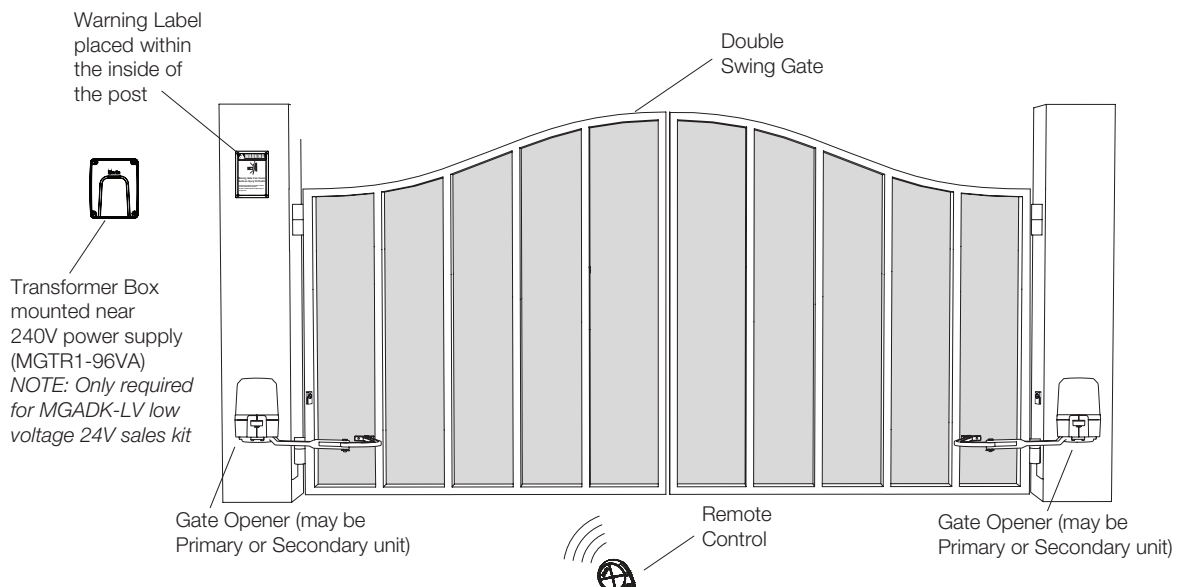 Warning Label
placed within
the inside of
the post
Double
Swing Gate
Transformer Box
mounted near
240V power supply
(MGTR1-96VA)
NOTE: Only required
for MGADK-LV low
voltage 24V sales kit
Gate Opener (may be
Primary or Secondary unit)
Remote
Control
Gate Opener (may be
Primary or Secondary unit)